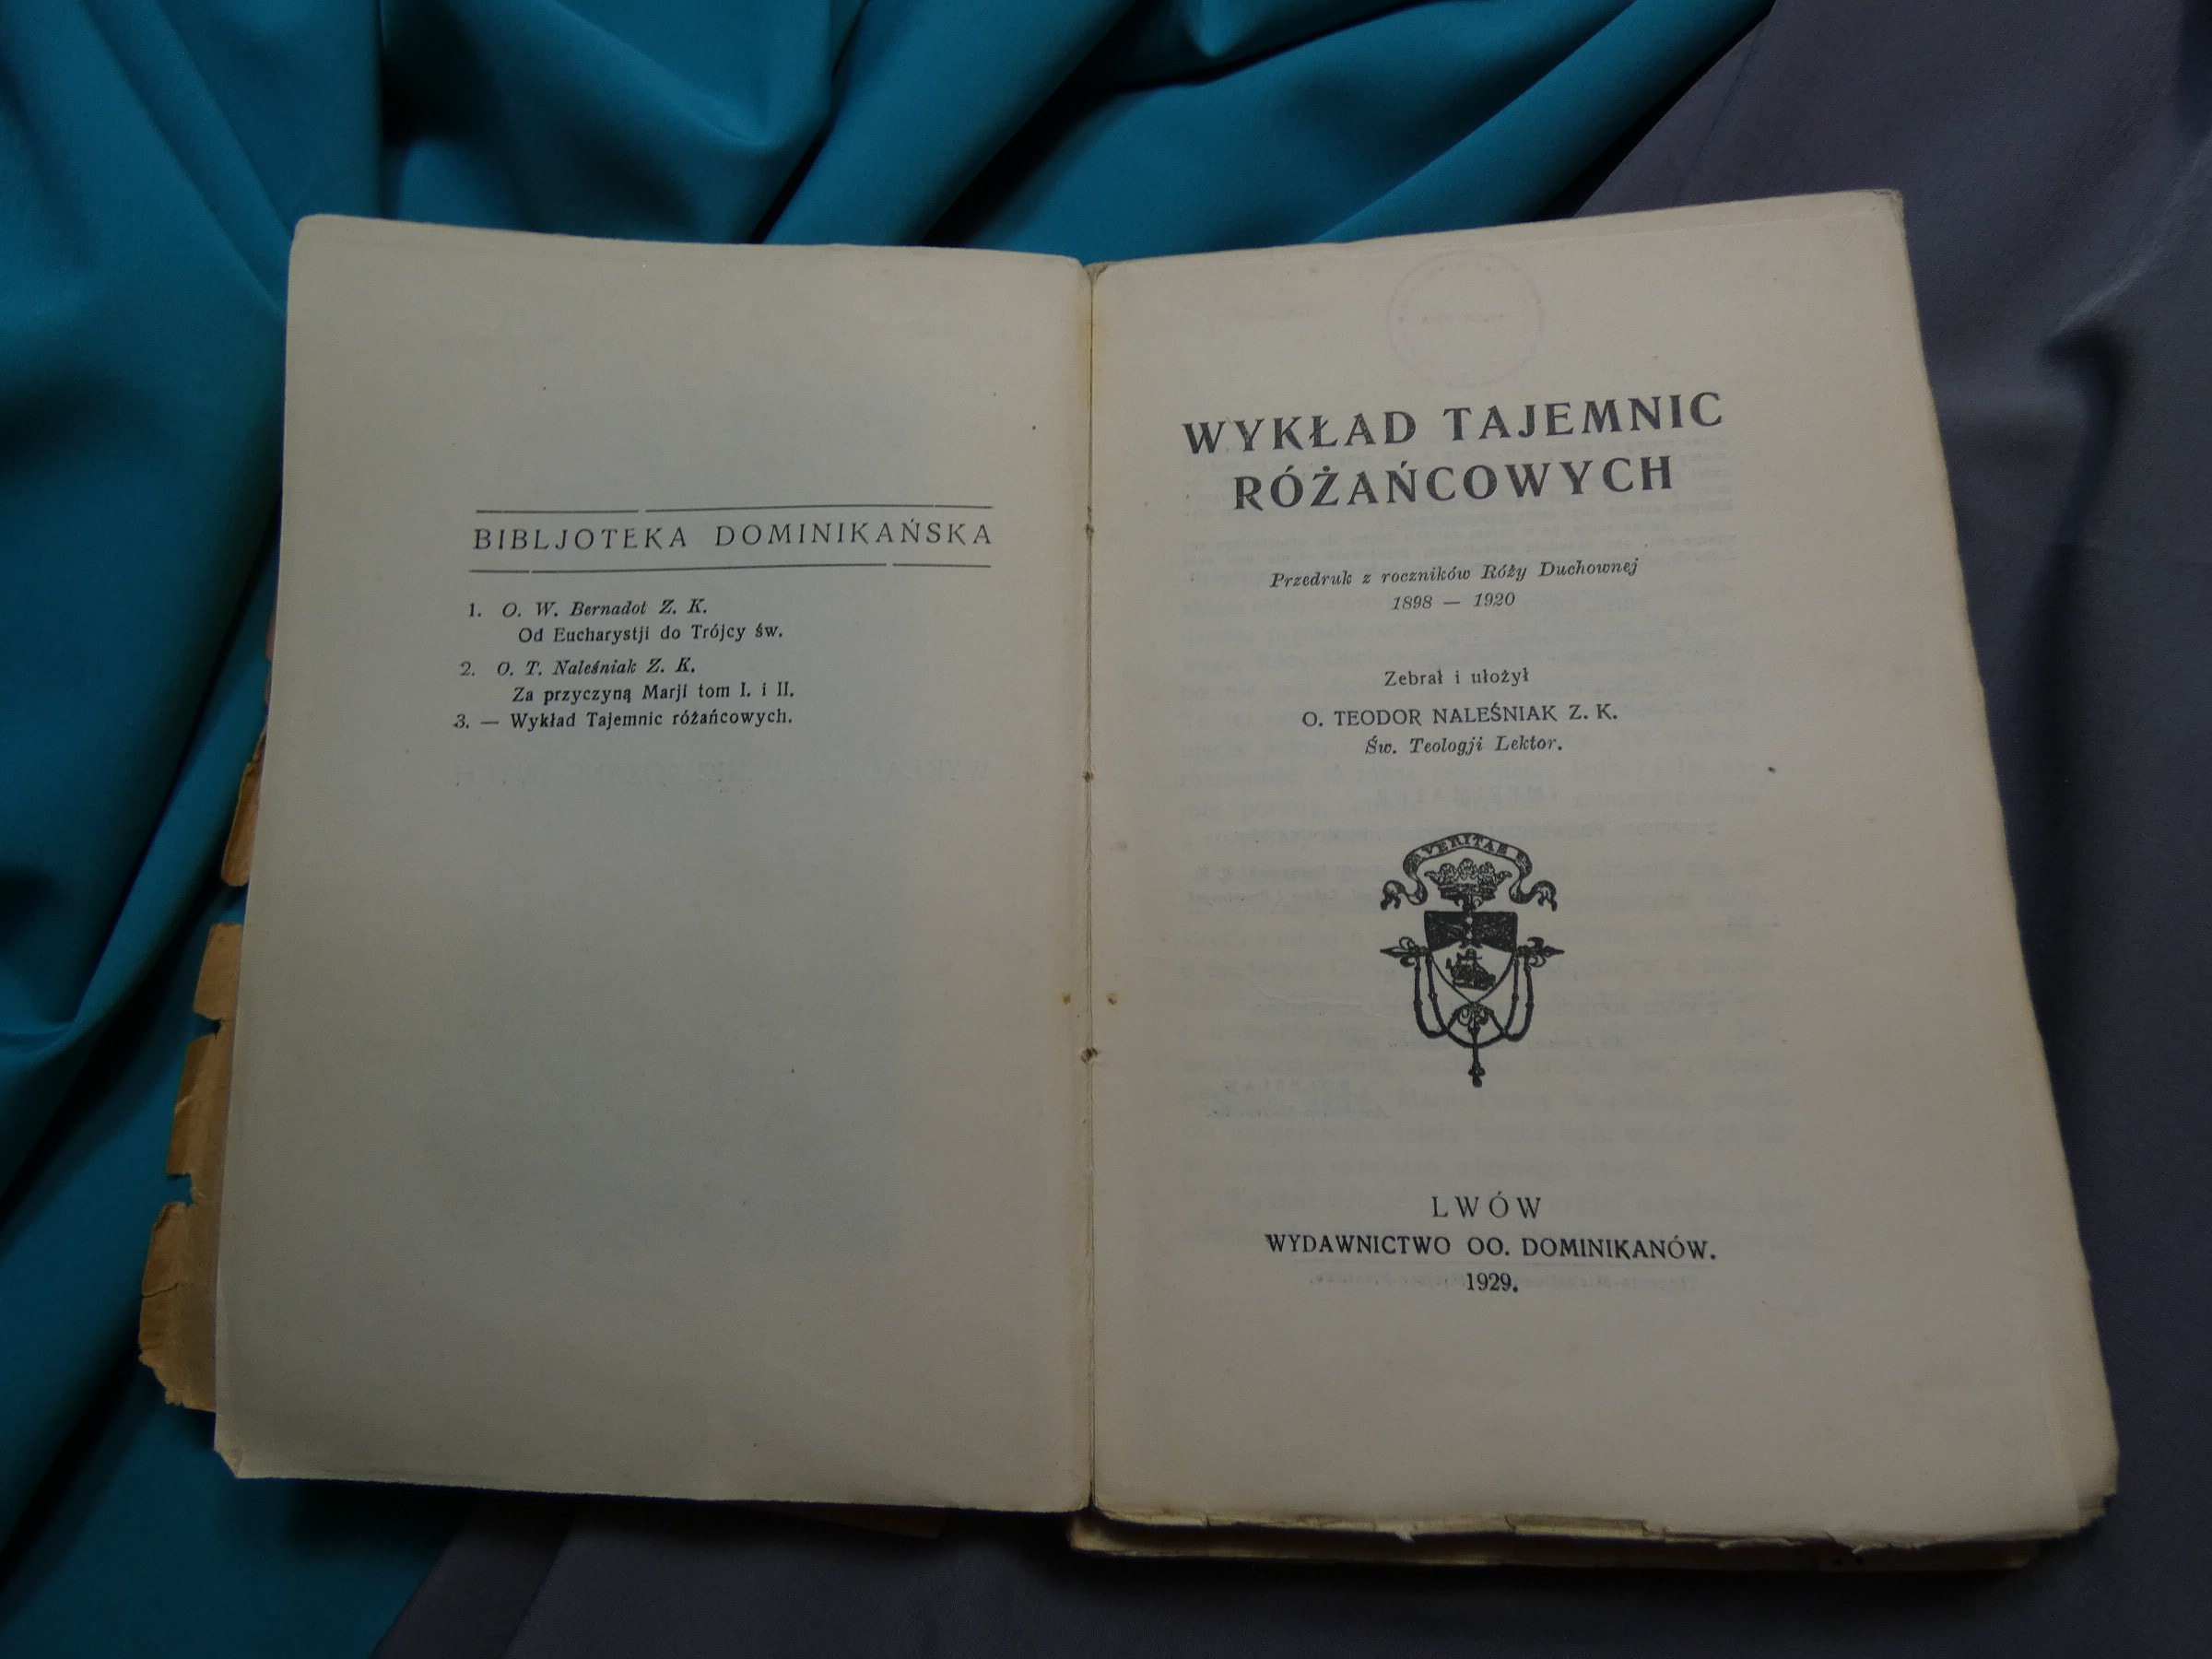 BIBLJOTEKA DOMINIKAŃSKA
1. O. W. Bernadot Z. K.
Od Eucharystji do Trójcy św.
2. O. T. Naleśniak Z. K.
Za przyczyną Marji tom I. i II.
3. — Wykład Tajemnic różańcowych.
WYKŁAD TAJEMNIC
RÓŻAŃCOWYCH
Przedruk z roczników Róży Duchownej
1898 — 1920
Zebrał i ułożył
O. TEODOR NALEŚNIAK Z. K.
Św. Teologji Lektor.
VERITAS
LWÓW
WYDAWNICTWO OO. DOMINIKANÓW.
1929.